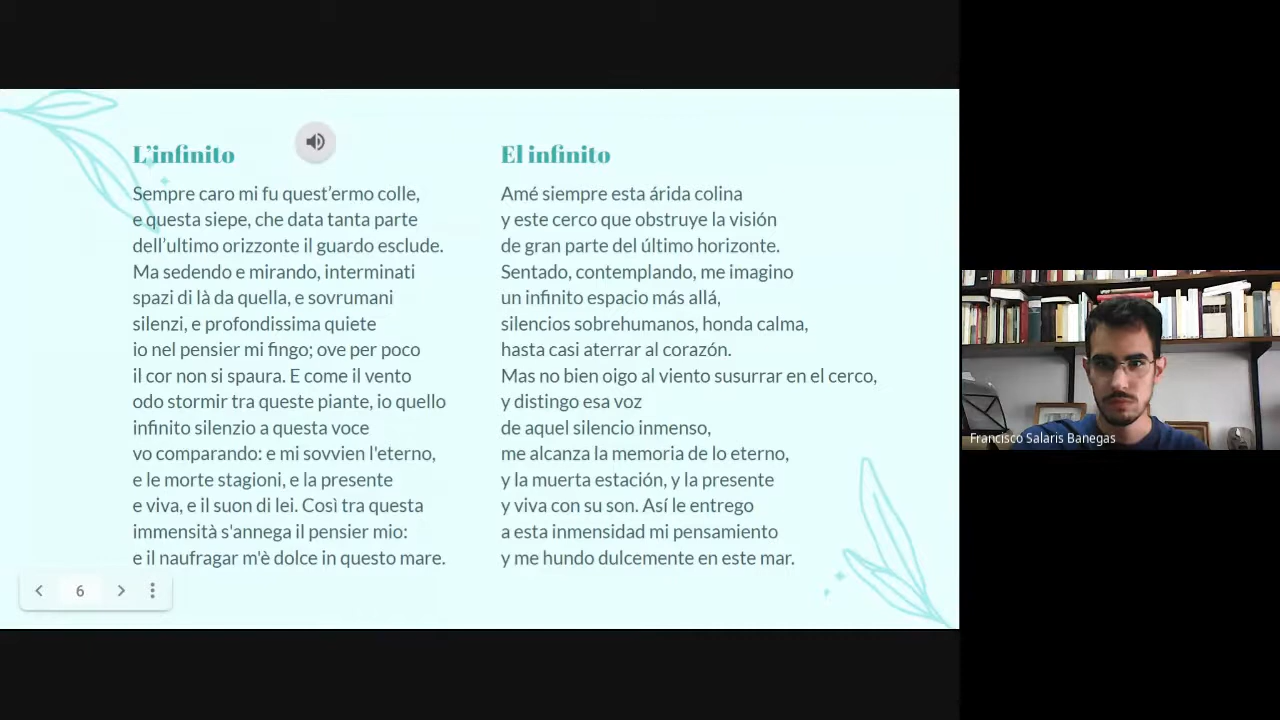 L'infinito
Sempre caro mi fu quest'ermo colle,
e questa siepe, che data tanta parte
dell'ultimo orizzonte il guardo esclude.
Ma sedendo e mirando, interminati
spazi di là da quella, e sovrumani
silenzi, e profondissima quiete
io nel pensier mi fingo; ove per poco
il cor non si spaura. E come il vento
odo stormir tra queste piante, io quello
infinito silenzio a questa voce
vo comparando: e mi sovvien l'eterno,
e le morte stagioni, e la presente
e viva, e il suon di lei. Così tra questa
immensità s'annega il pensier mio:
e il naufragar m'è dolce in questo mare.
El infinito
Amé siempre esta árida colina
y este cerco que obstruye la visión
de gran parte del último horizonte.
Sentado, contemplando, me imagino
un infinito espacio más allá,
silencios sobrehumanos, honda calma,
hasta casi aterrar al corazón.
Mas no bien oigo al viento susurrar en el cerco,
y distingo esa voz
de aquel silencio inmenso,
me alcanza la memoria de lo eterno,
y la muerta estación, y la presente
y viva con su son. Así le entrego
a esta inmensidad mi pensamiento
y me hundo dulcemente en este mar.
6
Francisco Salaris Banegas